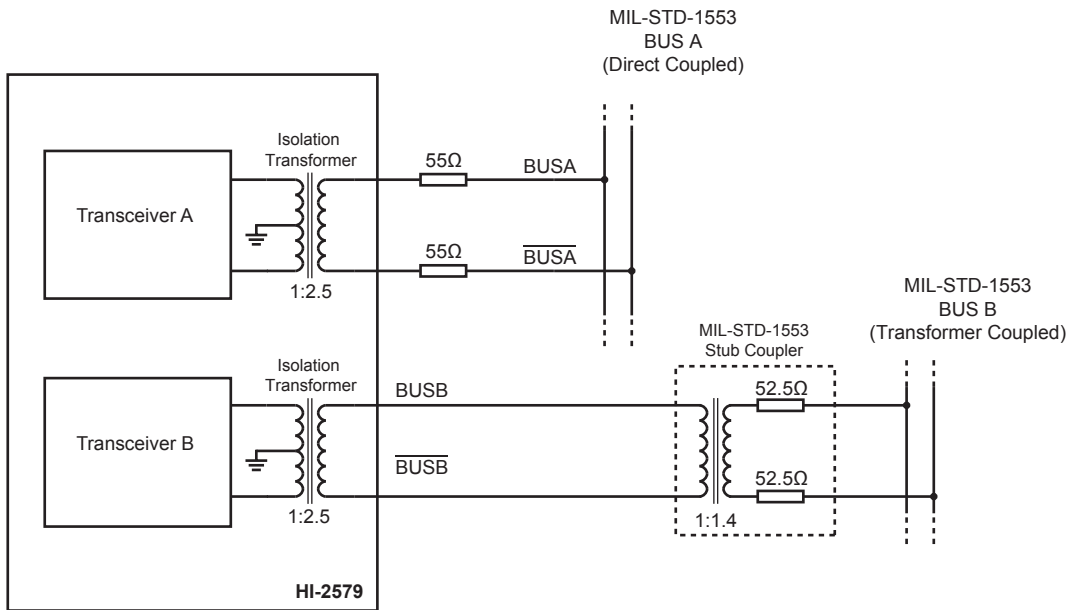 MIL-STD-1553
BUS A
(Direct Coupled)
Isolation
Transformer
55Ω
BUSA
Transceiver A
55Ω
B̅U̅S̅A̅
1:2.5
MIL-STD-1553
BUS B
(Transformer Coupled)
MIL-STD-1553
Stub Coupler
Isolation
Transformer
BUSB
52.5Ω
Transceiver B
B̅U̅S̅B̅
52.5Ω
1:2.5
1:1.4
HI-2579